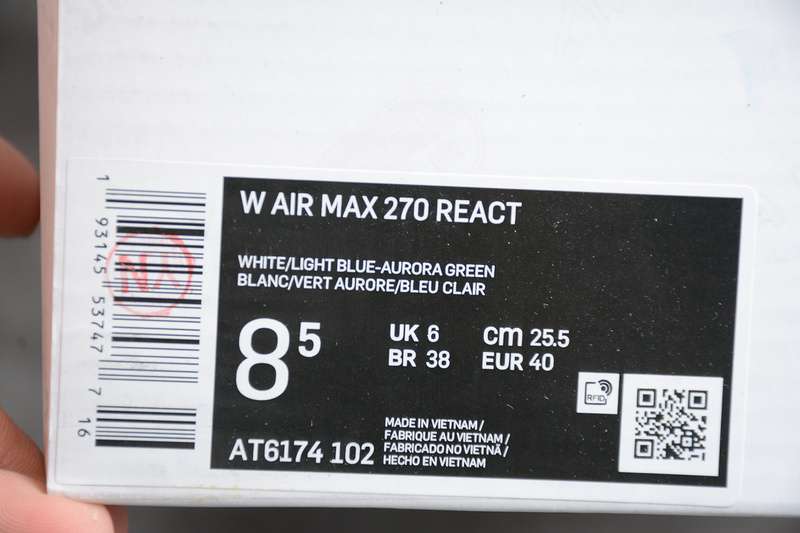 W AIR MAX 270 REACT
WHITE/LIGHT BLUE-AURORA GREEN
BLANC/VERT AURORE/BLEU CLAIR
8 5
UK 6 cm 25.5
BR 38 EUR 40
RFID
AT6174 102
MADE IN VIETNAM /
FABRIQUE AU VIETNAM /
FABRICADO NO VIETNÃ /
HECHO EN VIETNAM
1 93145 53747 7
16
YN